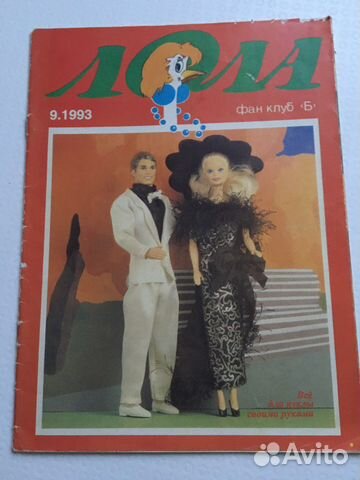 ЛОЛА
9.1993
фан клуб «Б»
Всё
для куклы
своими руками
Avito